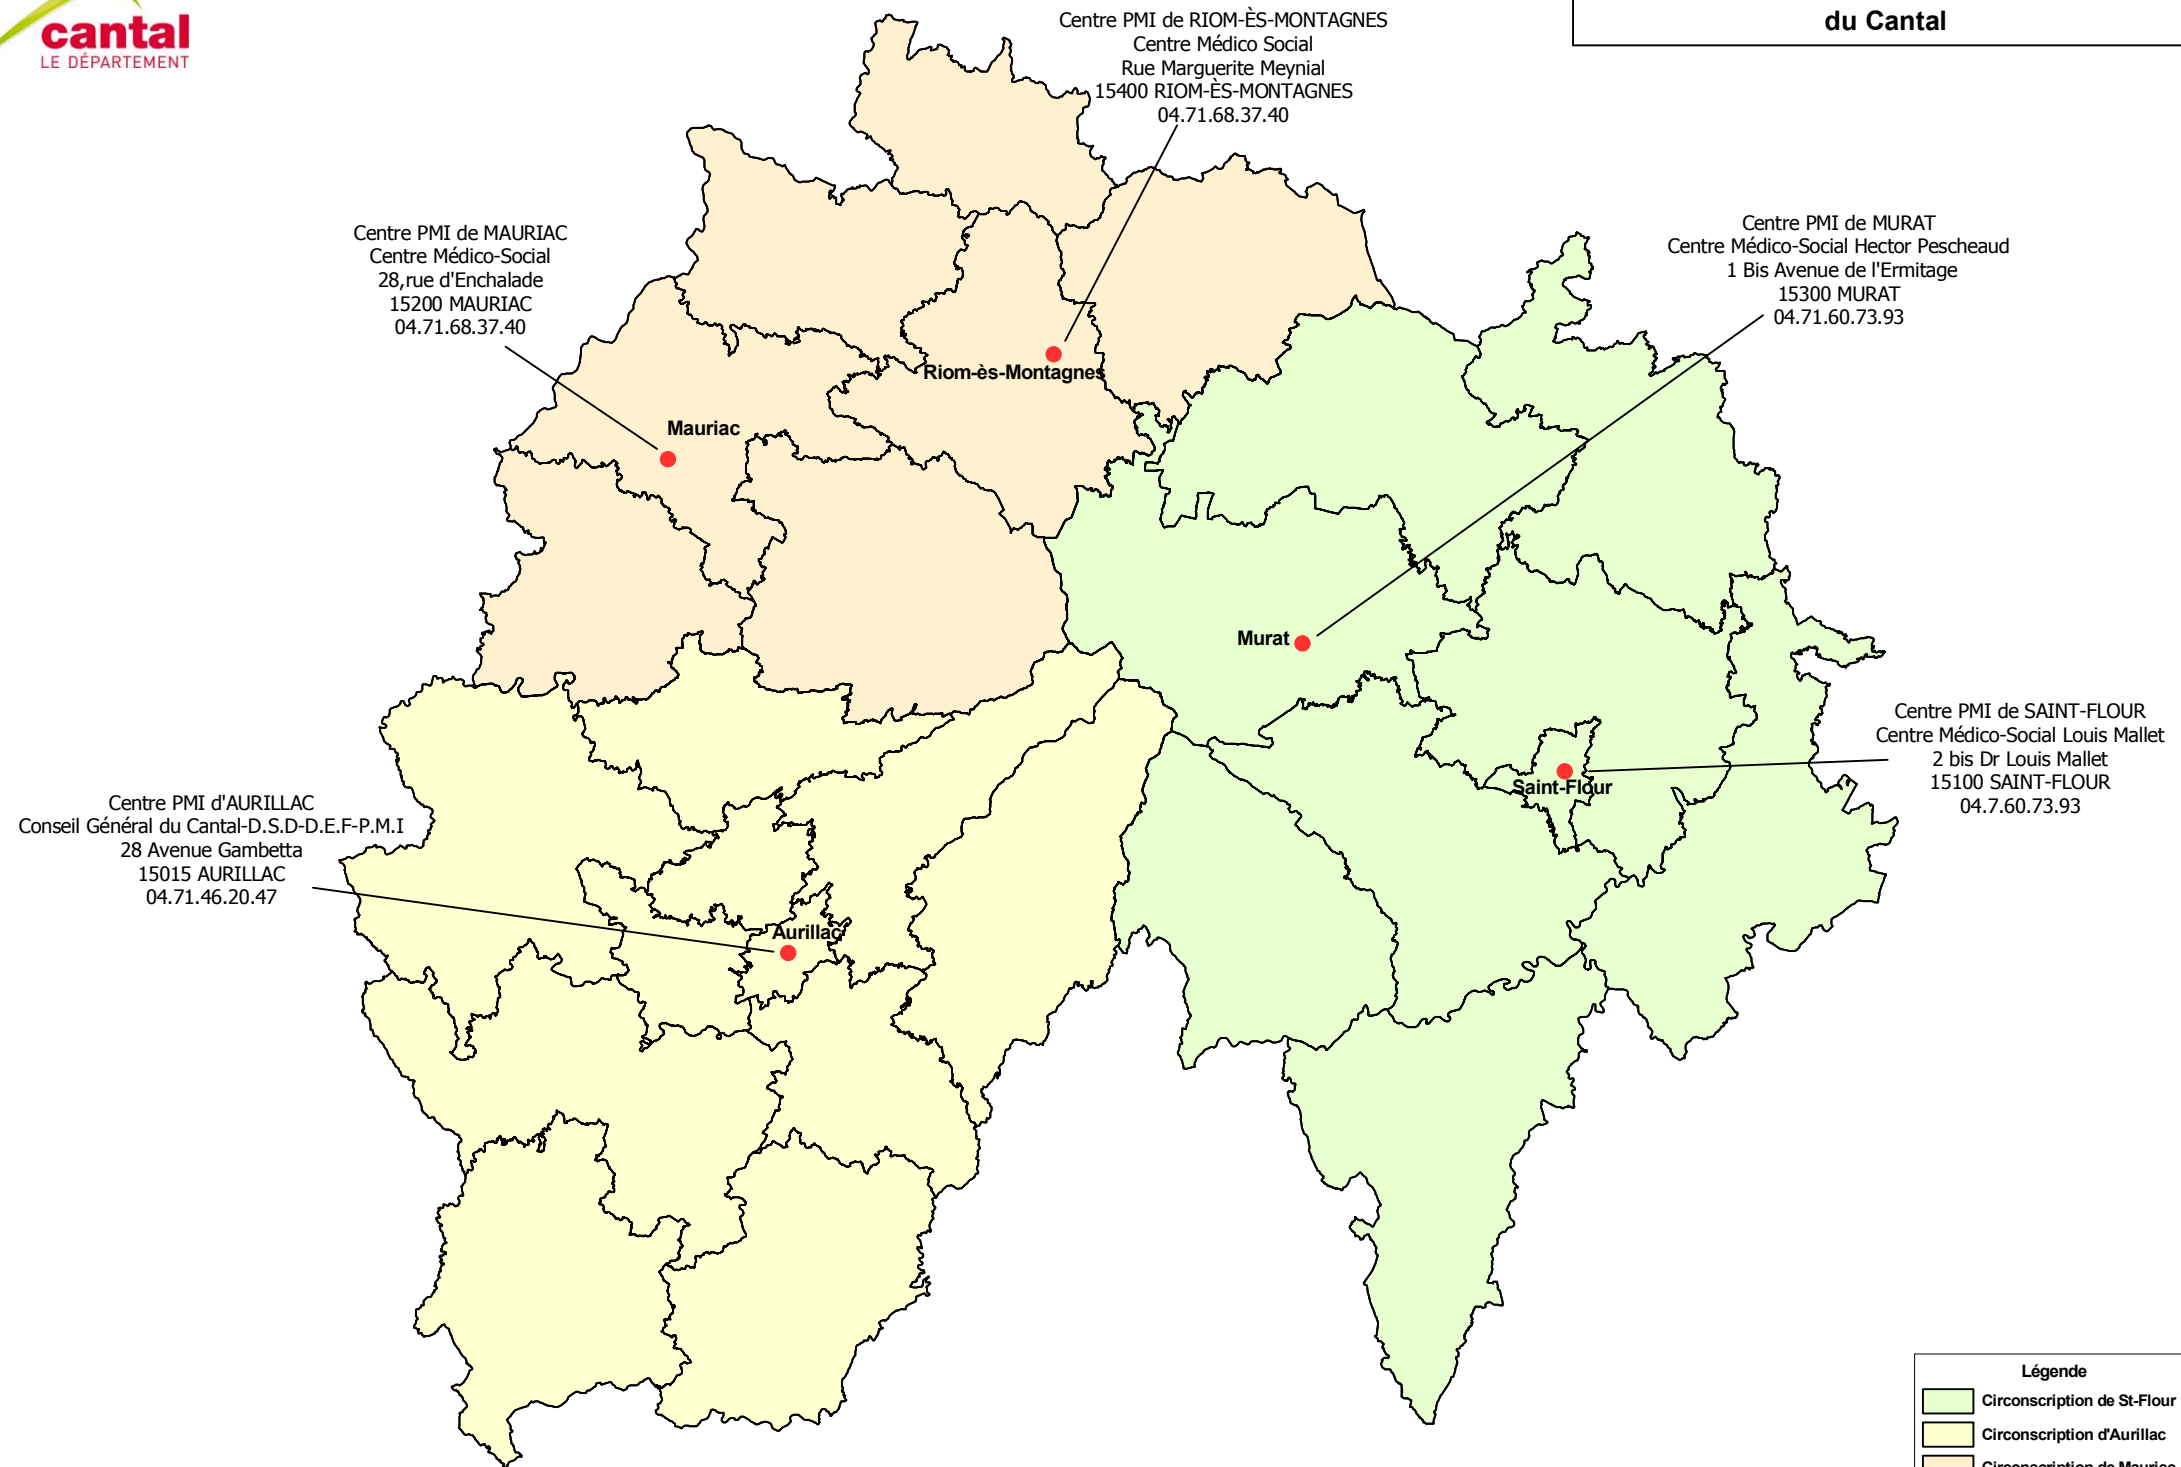 cantal
LE DÉPARTEMENT
du Cantal
Centre PMI de RIOM-ÈS-MONTAGNES
Centre Médico Social
Rue Marguerite Meynial
15400 RIOM-ÈS-MONTAGNES
04.71.68.37.40
Centre PMI de MAURIAC
Centre Médico-Social
28,rue d'Enchalade
15200 MAURIAC
04.71.68.37.40
Centre PMI de MURAT
Centre Médico-Social Hector Pescheaud
1 Bis Avenue de l'Ermitage
15300 MURAT
04.71.60.73.93
Riom-ès-Montagnes
Mauriac
Murat
Centre PMI de SAINT-FLOUR
Centre Médico-Social Louis Mallet
2 bis Dr Louis Mallet
15100 SAINT-FLOUR
04.7.60.73.93
Saint-Flour
Centre PMI d'AURILLAC
Conseil Général du Cantal-D.S.D-D.E.F-P.M.I
28 Avenue Gambetta
15015 AURILLAC
04.71.46.20.47
Aurillac
Légende
Circonscription de St-Flour
Circonscription d'Aurillac
Circonscription de Mauriac